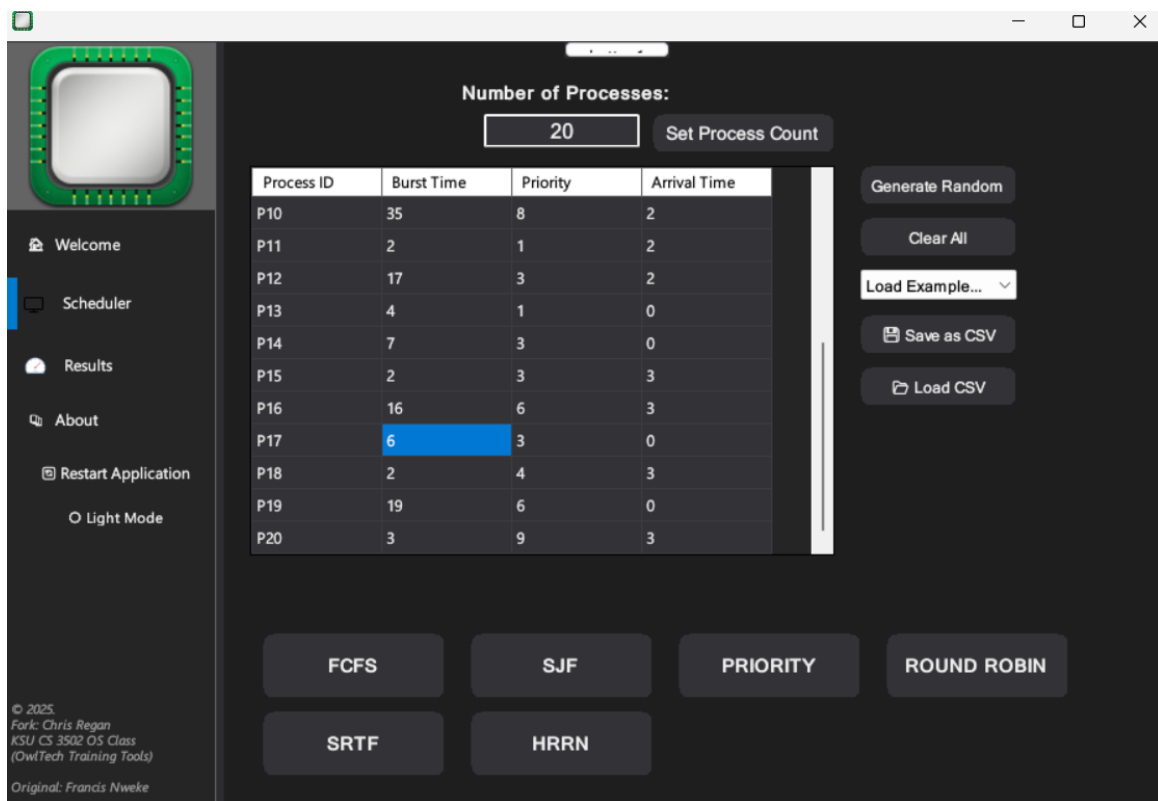 Number of Processes:
20 Set Process Count
Process ID Burst Time Priority Arrival Time
P10 35 8 2
P11 2 1 2
P12 17 3 2
P13 4 1 0
P14 7 3 0
P15 2 3 3
P16 16 6 3
P17 6 3 0
P18 2 4 3
P19 19 6 0
P20 3 9 3
Generate Random
Clear All
Load Example...
Save as CSV
Load CSV
Welcome
Scheduler
Results
About
Restart Application
Light Mode
FCFS SJF PRIORITY ROUND ROBIN
SRTF HRRN
© 2025.
Fork: Chris Regan
KSU CS 3502 OS Class
(OwlTech Training Tools)
Original: Francis Nweke